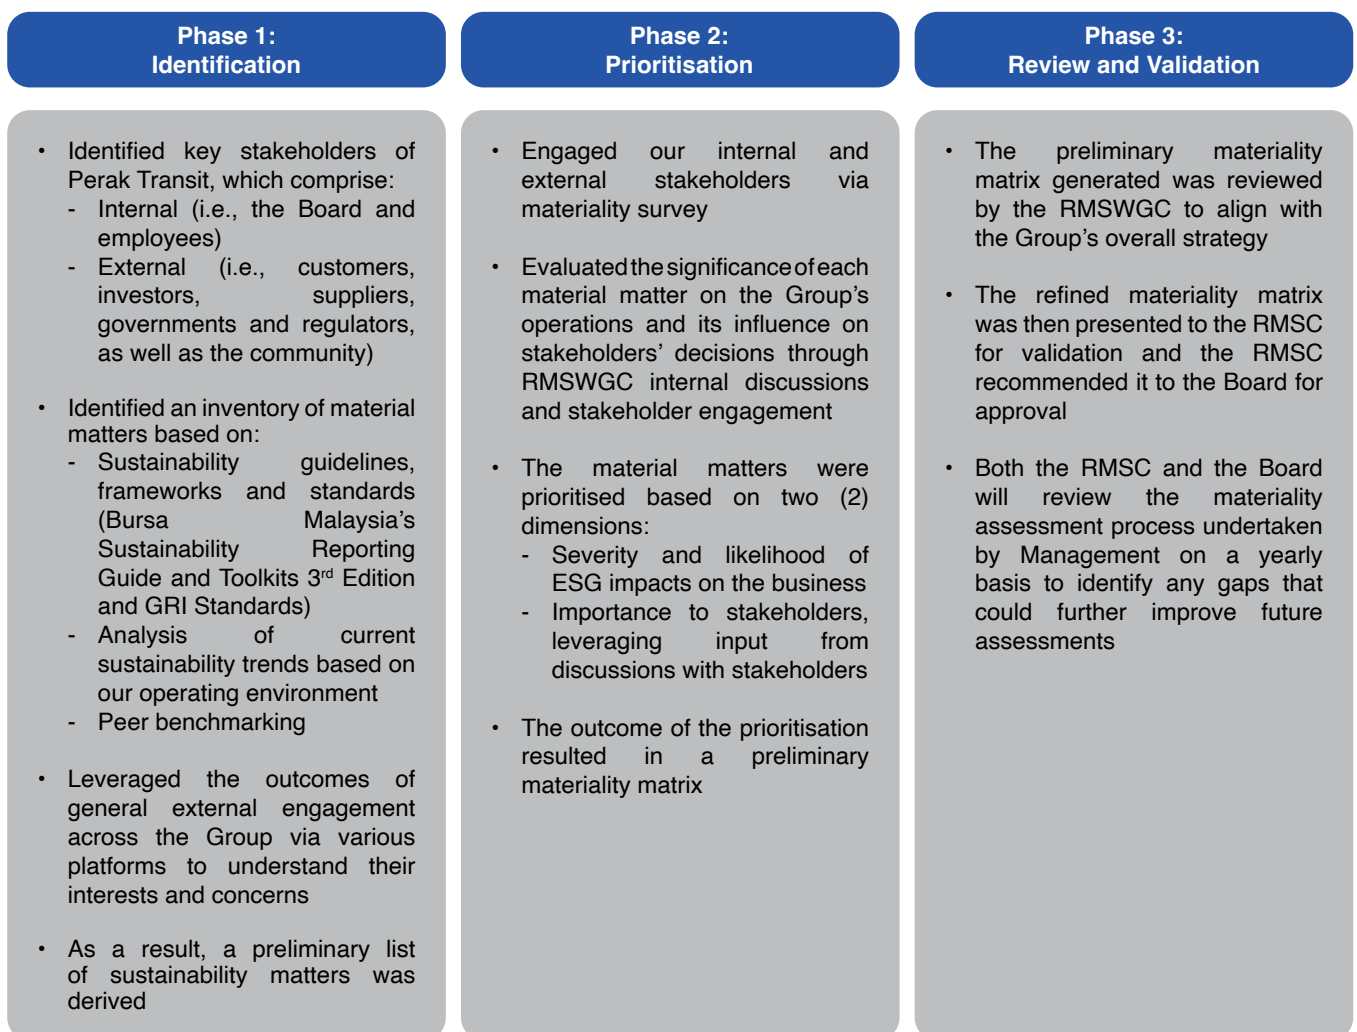 Phase 1:
Identification
• Identified key stakeholders of
Perak Transit, which comprise:
- Internal (i.e., the Board and
employees)
- External (i.e., customers,
investors, suppliers,
governments and regulators,
as well as the community)
• Identified an inventory of material
matters based on:
- Sustainability guidelines,
frameworks and standards
(Bursa Malaysia's
Sustainability Reporting
Guide and Toolkits 3rd Edition
and GRI Standards)
- Analysis of current
sustainability trends based on
our operating environment
- Peer benchmarking
• Leveraged the outcomes of
general external engagement
across the Group via various
platforms to understand their
interests and concerns
• As a result, a preliminary list
of sustainability matters was
derived
Phase 2:
Prioritisation
• Engaged our internal and
external stakeholders via
materiality survey
• Evaluated the significance of each
material matter on the Group's
operations and its influence on
stakeholders' decisions through
RMSWGC internal discussions
and stakeholder engagement
• The material matters were
prioritised based on two (2)
dimensions:
- Severity and likelihood of
ESG impacts on the business
- Importance to stakeholders,
leveraging input from
discussions with stakeholders
• The outcome of the prioritisation
resulted in a preliminary
materiality matrix
Phase 3:
Review and Validation
• The preliminary materiality
matrix generated was reviewed
by the RMSWGC to align with
the Group's overall strategy
• The refined materiality matrix
was then presented to the RMSC
for validation and the RMSC
recommended it to the Board for
approval
• Both the RMSC and the Board
will review the materiality
assessment process undertaken
by Management on a yearly
basis to identify any gaps that
could further improve future
assessments